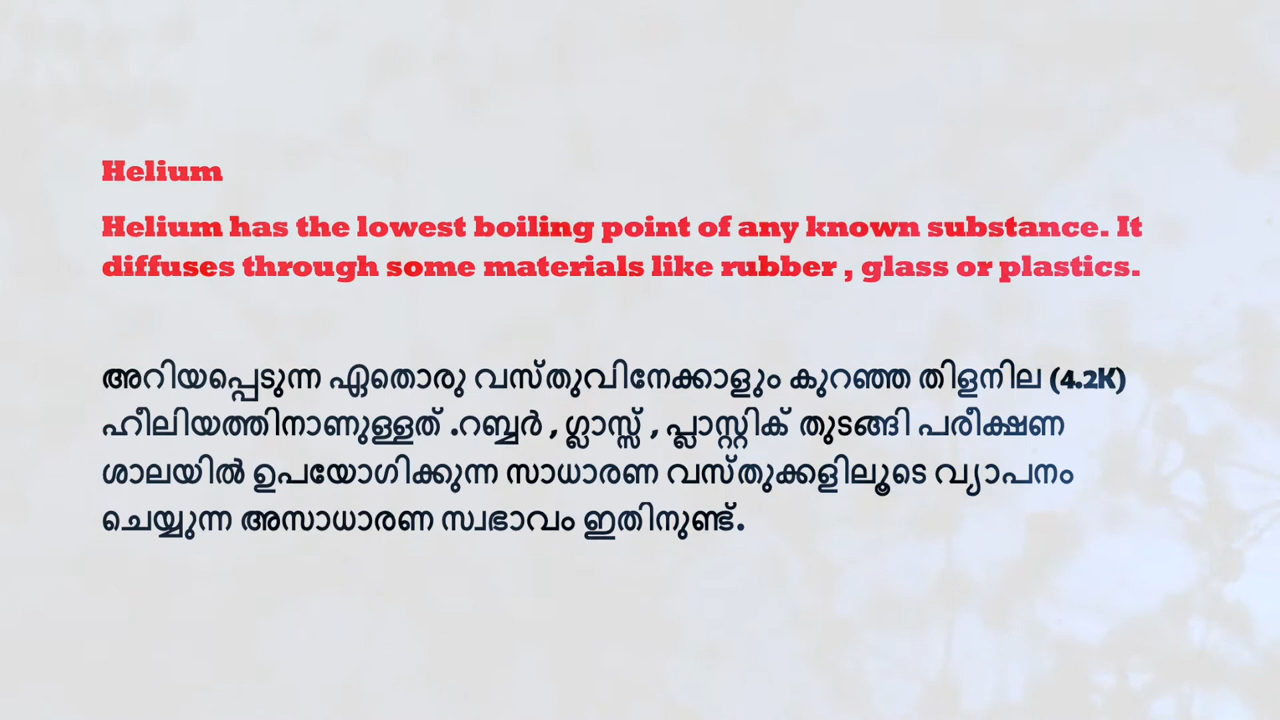 Helium
Helium has the lowest boiling point of any known substance. It
diffuses through some materials like rubber , glass or plastics.
അറിയപ്പെടുന്ന ഏതൊരു വസ്തുവിനേക്കാളും കുറഞ്ഞ തിളനില (4.2K)
ഹീലിയത്തിനാണുള്ളത് .റബ്ബർ , ഗ്ലാസ്സ് , പ്ലാസ്റ്റിക് തുടങ്ങി പരീക്ഷണ
ശാലയിൽ ഉപയോഗിക്കുന്ന സാധാരണ വസ്തുക്കളിലൂടെ വ്യാപനം
ചെയ്യുന്ന അസാധാരണ സ്വഭാവം ഇതിനുണ്ട്.